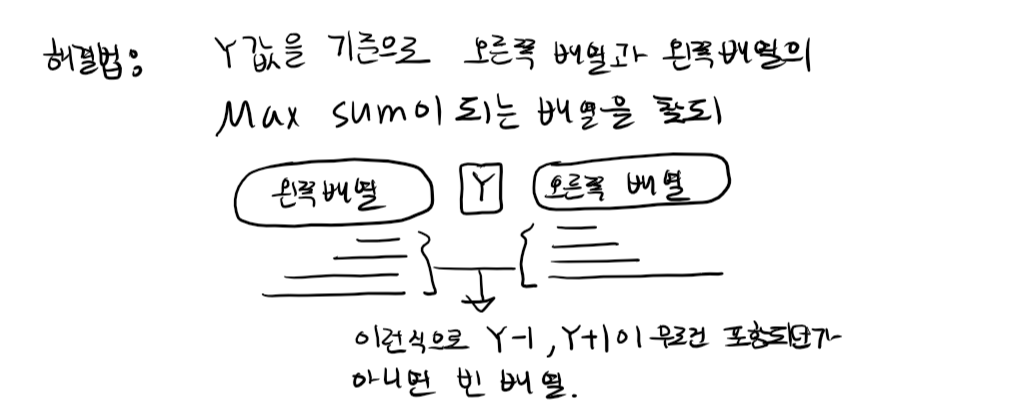 해결법: Y값을 기준으로 오른쪽 배열과 왼쪽배열의
Max sum이 되는 배열을
왼쪽배열 Y 오른쪽 배열
이런식으로 Y-1, Y+1이 무조건 포함되던가
아니면 빈 배열.